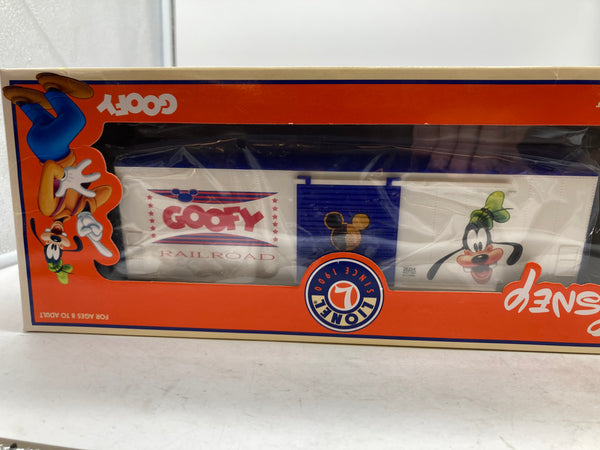 GOOFY
GOOFY
RAILROAD
LIONEL
L
SINCE 1900
Disney
FOR AGES 8 TO ADULT